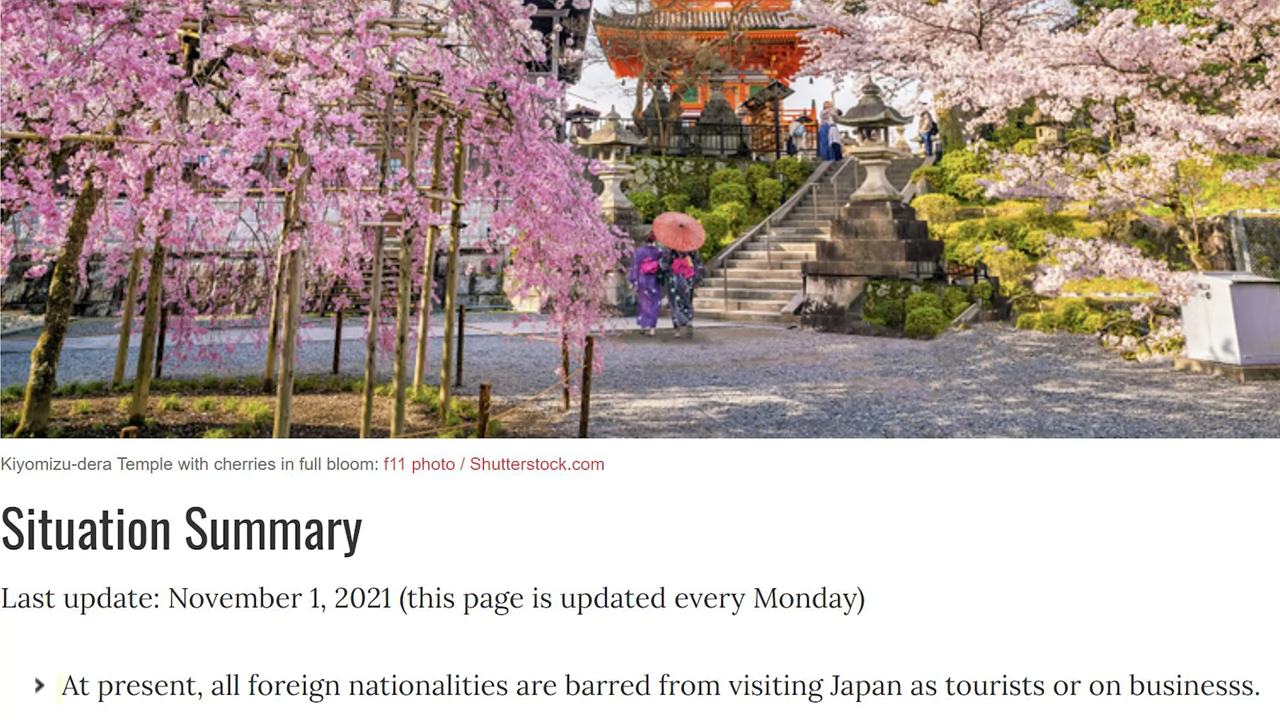 Kiyomizu-dera Temple with cherries in full bloom: f11 photo / Shutterstock.com
Situation Summary
Last update: November 1, 2021 (this page is updated every Monday)
At present, all foreign nationalities are barred from visiting Japan as tourists or on businesss.